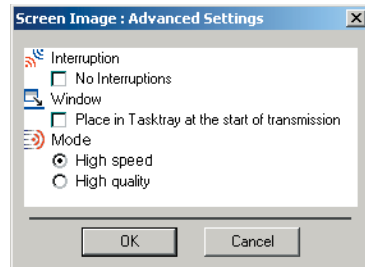 Screen Image : Advanced Settings
Interruption
No Interruptions
Window
Place in Tasktray at the start of transmission
Mode
High speed
High quality
OK
Cancel